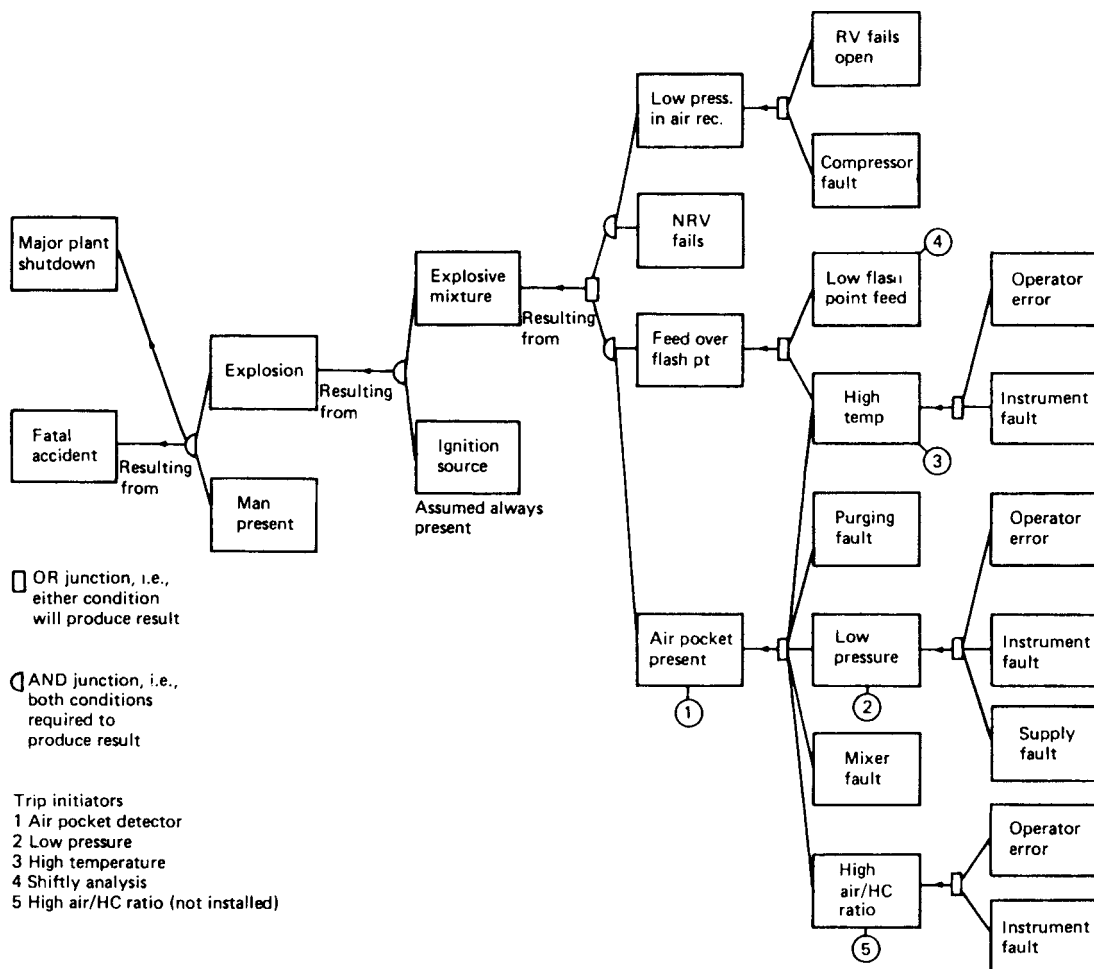 RV fails
open
Low press.
in air rec.
Compressor
fault
NRV
fails
Major plant
shutdown
Explosive
mixture
Resulting
from
4
Low flash
point feed
Operator
error
Feed over
flash pt
Explosion
Resulting
from
High
temp
Instrument
fault
3
Fatal
accident
Resulting
from
Ignition
source
Assumed always
present
Man
present
Purging
fault
Operator
error
OR junction, i.e.,
either condition
will produce result
Air pocket
present
1
Low
pressure
2
Instrument
fault
AND junction, i.e.,
both conditions
required to
produce result
Mixer
fault
Supply
fault
Trip initiators
1 Air pocket detector
2 Low pressure
3 High temperature
4 Shiftly analysis
5 High air/HC ratio (not installed)
Operator
error
High
air/HC
ratio
5
Instrument
fault